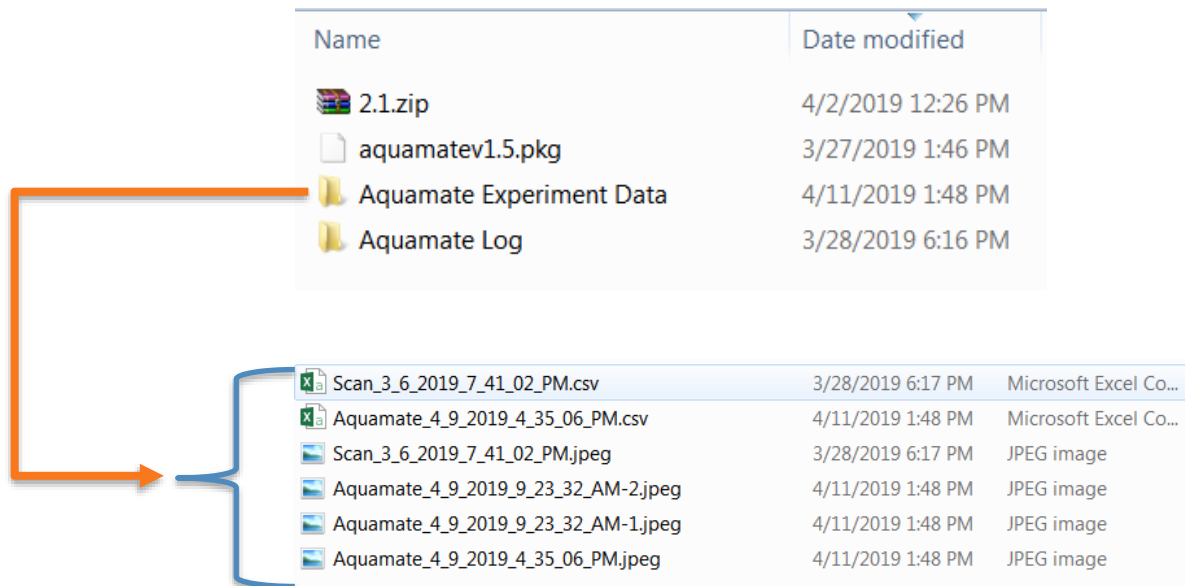 Name Date modified
2.1.zip 4/2/2019 12:26 PM
aquamatev1.5.pkg 3/27/2019 1:46 PM
Aquamate Experiment Data 4/11/2019 1:48 PM
Aquamate Log 3/28/2019 6:16 PM
Scan_3_6_2019_7_41_02_PM.csv 3/28/2019 6:17 PM Microsoft Excel Co...
Aquamate_4_9_2019_4_35_06_PM.csv 4/11/2019 1:48 PM Microsoft Excel Co...
Scan_3_6_2019_7_41_02_PM.jpeg 3/28/2019 6:17 PM JPEG image
Aquamate_4_9_2019_9_23_32_AM-2.jpeg 4/11/2019 1:48 PM JPEG image
Aquamate_4_9_2019_9_23_32_AM-1.jpeg 4/11/2019 1:48 PM JPEG image
Aquamate_4_9_2019_4_35_06_PM.jpeg 4/11/2019 1:48 PM JPEG image